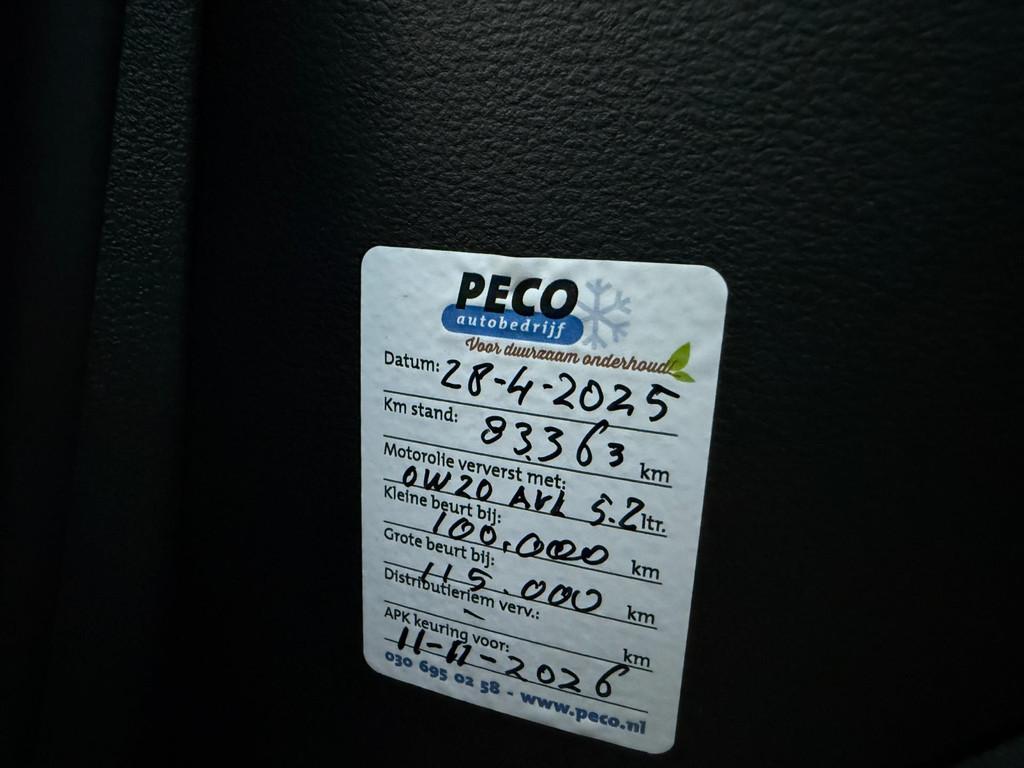 PECO
autobedrijf
Voor duurzaam onderhoud!
Datum: 28-4-2025
Km stand: 83.363 km
Motorolie ververst met:
0W20 AVL 5.2 ltr.
Kleine beurt bij:
100.000 km
Grote beurt bij:
115.000 km
Distributieriem verv.:
- km
APK keuring voor:
11-11-2026
030 695 02 58 - www.peco.nl